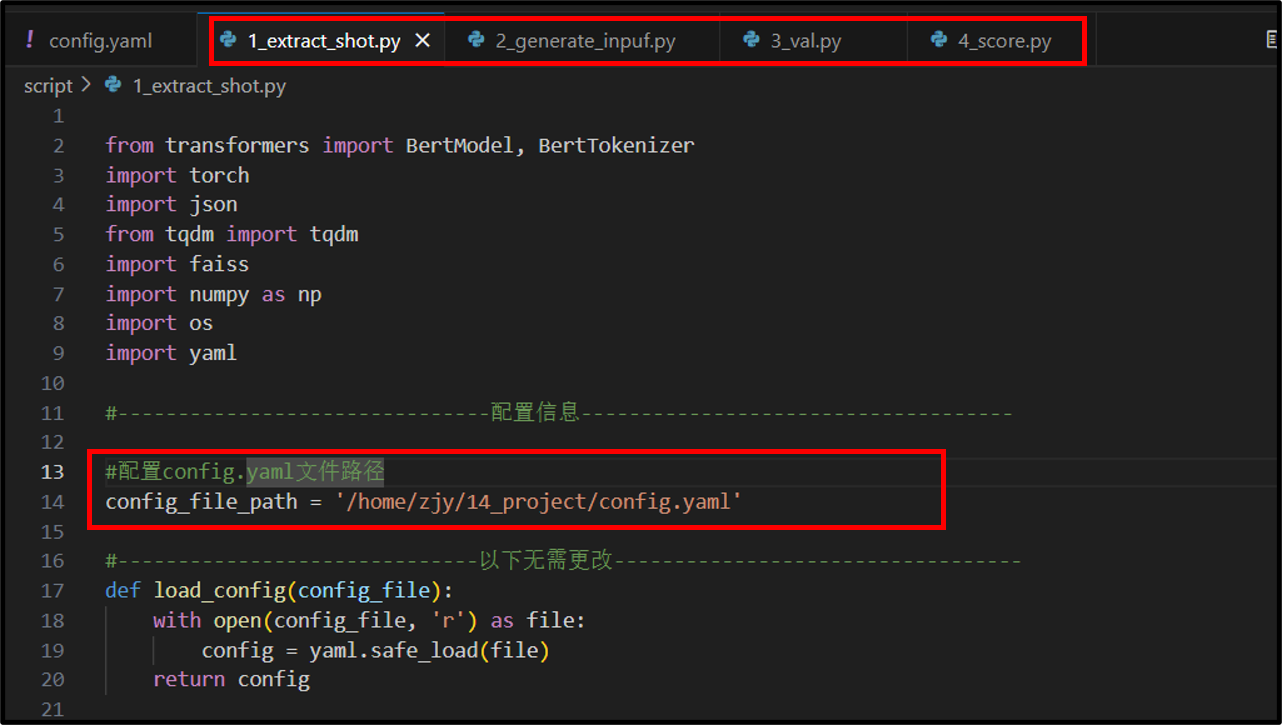 ! config.yaml 1_extract_shot.py × 2_generate_inpuf.py 3_val.py 4_score.py
script > 1_extract_shot.py
1
2 from transformers import BertModel, BertTokenizer
3 import torch
4 import json
5 from tqdm import tqdm
6 import faiss
7 import numpy as np
8 import os
9 import yaml
10
11 #-------------------------------配置信息------------------------------------
12
13 #配置config.yaml文件路径
14 config_file_path = '/home/zjy/14_project/config.yaml'
15
16 #------------------------------以下无需更改----------------------------------
17 def load_config(config_file):
18     with open(config_file, 'r') as file:
19         config = yaml.safe_load(file)
20     return config
21